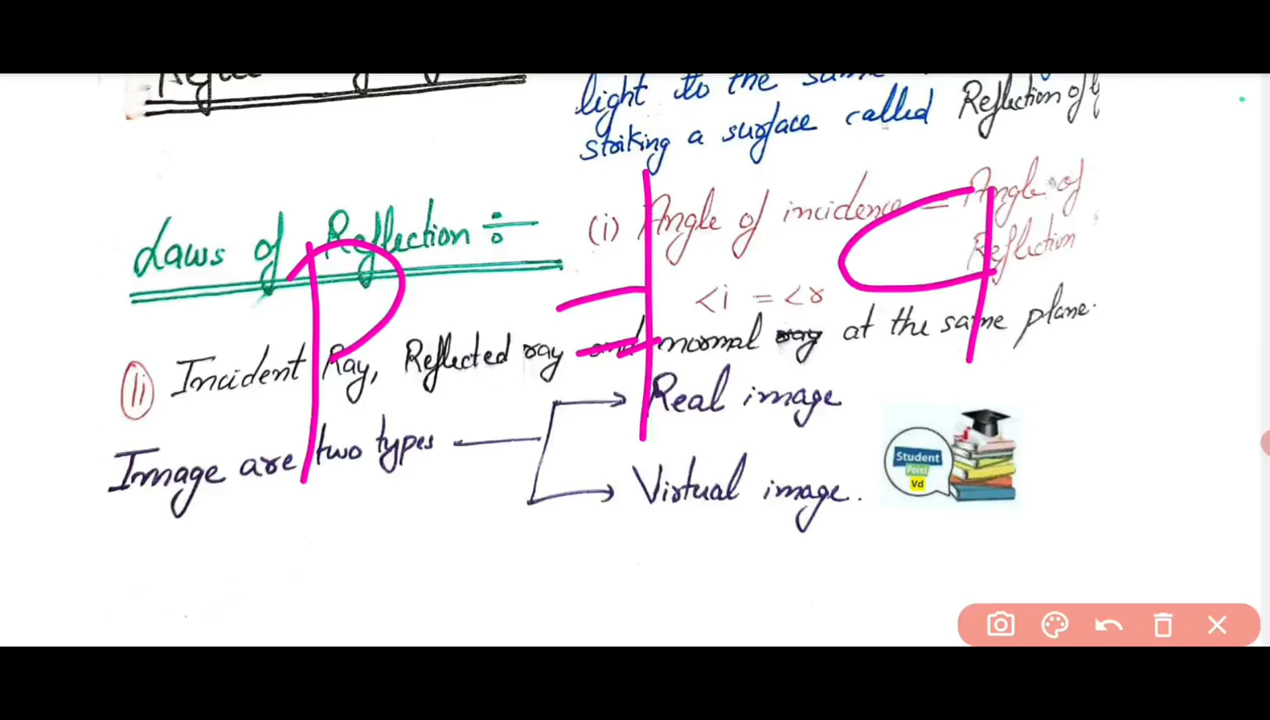 light to the same
striking a surface called Reflection of
Laws of Reflection ÷
(i) Angle of incidence = Angle of
Reflection
<i = <r
(ii) Incident Ray, Reflected ray and normal ray at the same plane.
Image are two types
Real image
Virtual image.
Student
Point
Vd
P